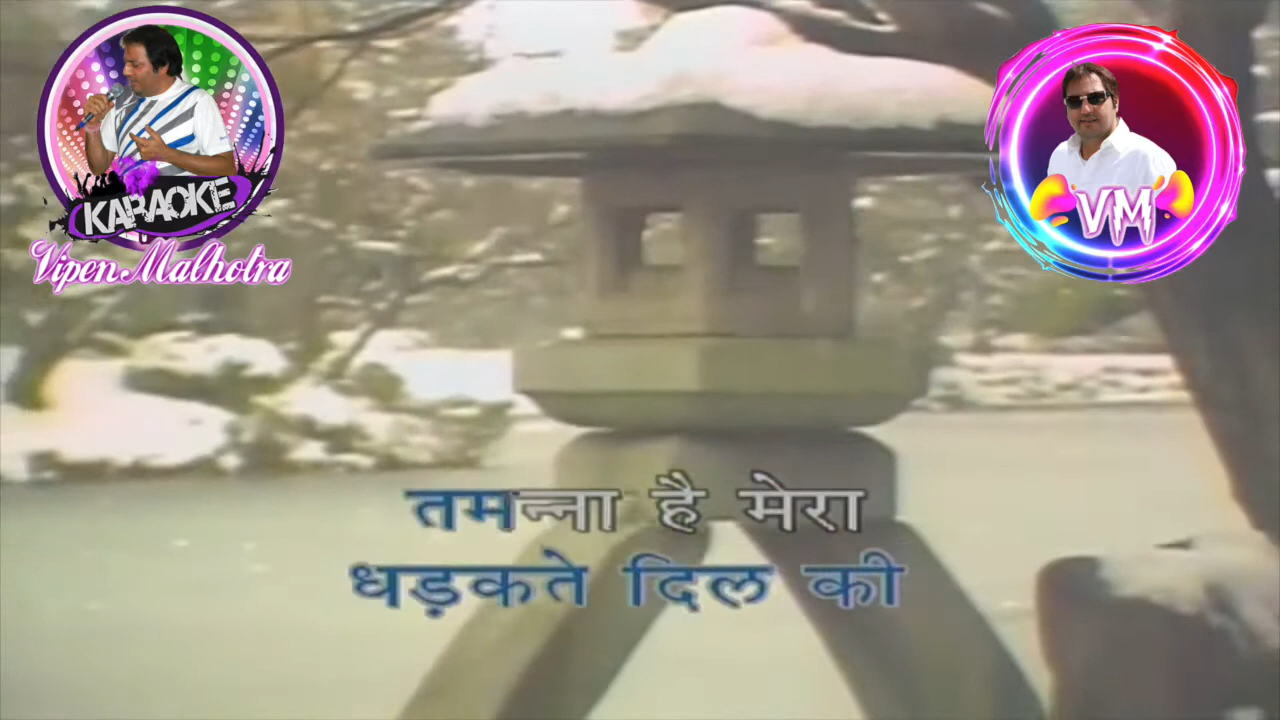 KARAOKE
Vipen Malhotra
VM
तमन्ना है मेरा
धड़कते दिल की